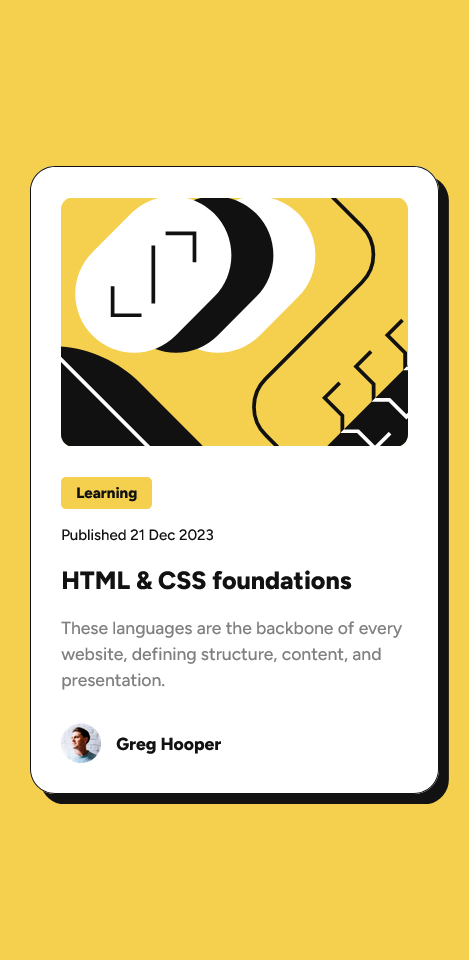 Learning
Published 21 Dec 2023
HTML & CSS foundations
These languages are the backbone of every
website, defining structure, content, and
presentation.
Greg Hooper